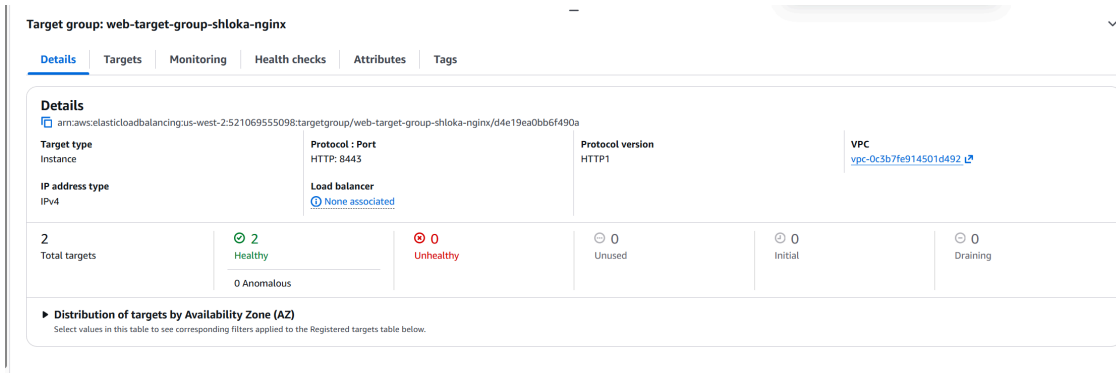 Target group: web-target-group-shloka-nginx
Details Targets Monitoring Health checks Attributes Tags
Details
arn:aws:elasticloadbalancing:us-west-2:521069555098:targetgroup/web-target-group-shloka-nginx/d4e19ea0bb6f490a
Target type
Instance
Protocol : Port
HTTP: 8443
Protocol version
HTTP1
VPC
vpc-0c3b7fe914501d492
IP address type
IPv4
Load balancer
None associated
2
Total targets
2
Healthy
0 Anomalous
0
Unhealthy
0
Unused
0
Initial
0
Draining
Distribution of targets by Availability Zone (AZ)
Select values in this table to see corresponding filters applied to the Registered targets table below.